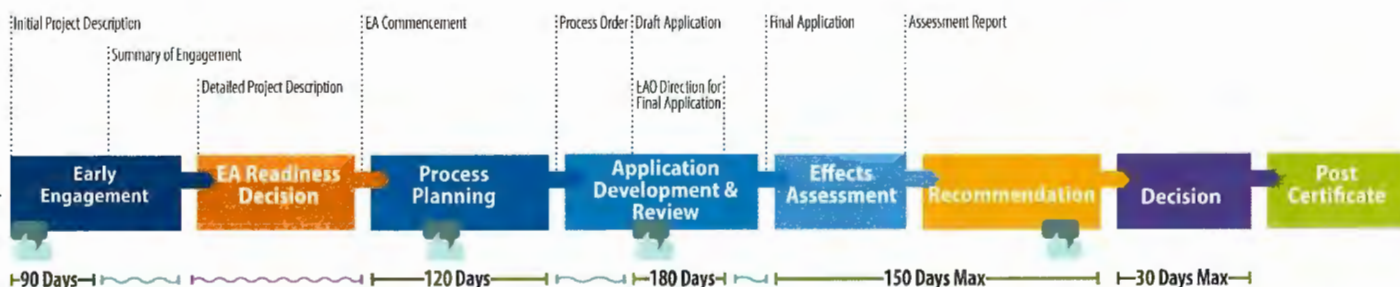 Initial Project Description
Summary of Engagement
Detailed Project Description
EA Commencement
Process Order
Draft Application
EAO Direction for
Final Application
Final Application
Assessment Report
Early
Engagement
EA Readiness
Decision
Process
Planning
Application
Development &
Review
Effects
Assessment
Recommendation
Decision
Post
Certificate
90 Days
120 Days
180 Days
150 Days Max
30 Days Max